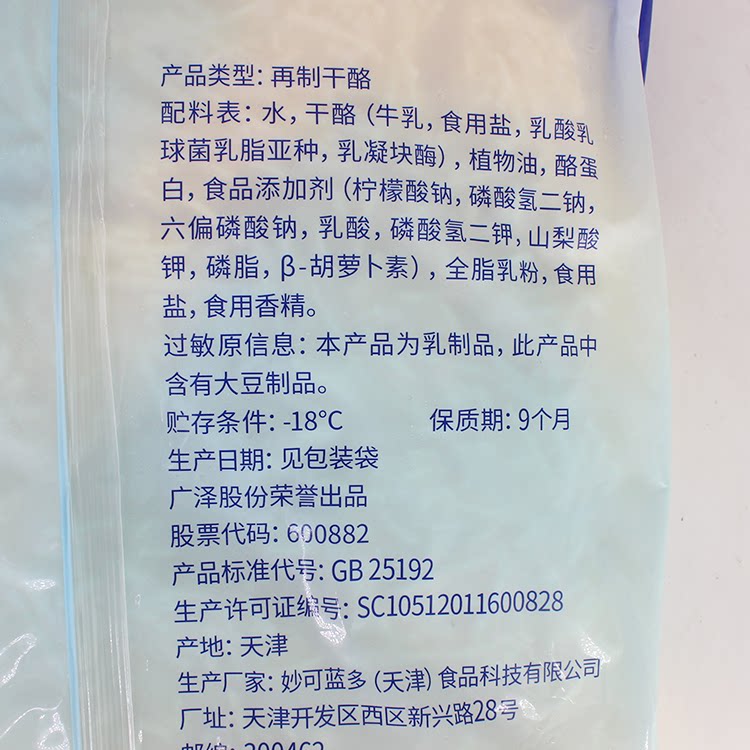 产品类型：再制干酪
配料表：水，干酪（牛乳，食用盐，乳酸乳
球菌乳脂亚种，乳凝块酶），植物油，酪蛋
白，食品添加剂（柠檬酸钠，磷酸氢二钠，
六偏磷酸钠，乳酸，磷酸氢二钾，山梨酸
钾，磷脂，β-胡萝卜素），全脂乳粉，食用
盐，食用香精。
过敏原信息：本产品为乳制品，此产品中
含有大豆制品。
贮存条件：-18℃ 保质期：9个月
生产日期：见包装袋
广泽股份荣誉出品
股票代码：600882
产品标准代号：GB 25192
生产许可证编号：SC10512011600828
产地：天津
生产厂家：妙可蓝多（天津）食品科技有限公司
厂址：天津开发区西区新兴路28号
邮编：300462